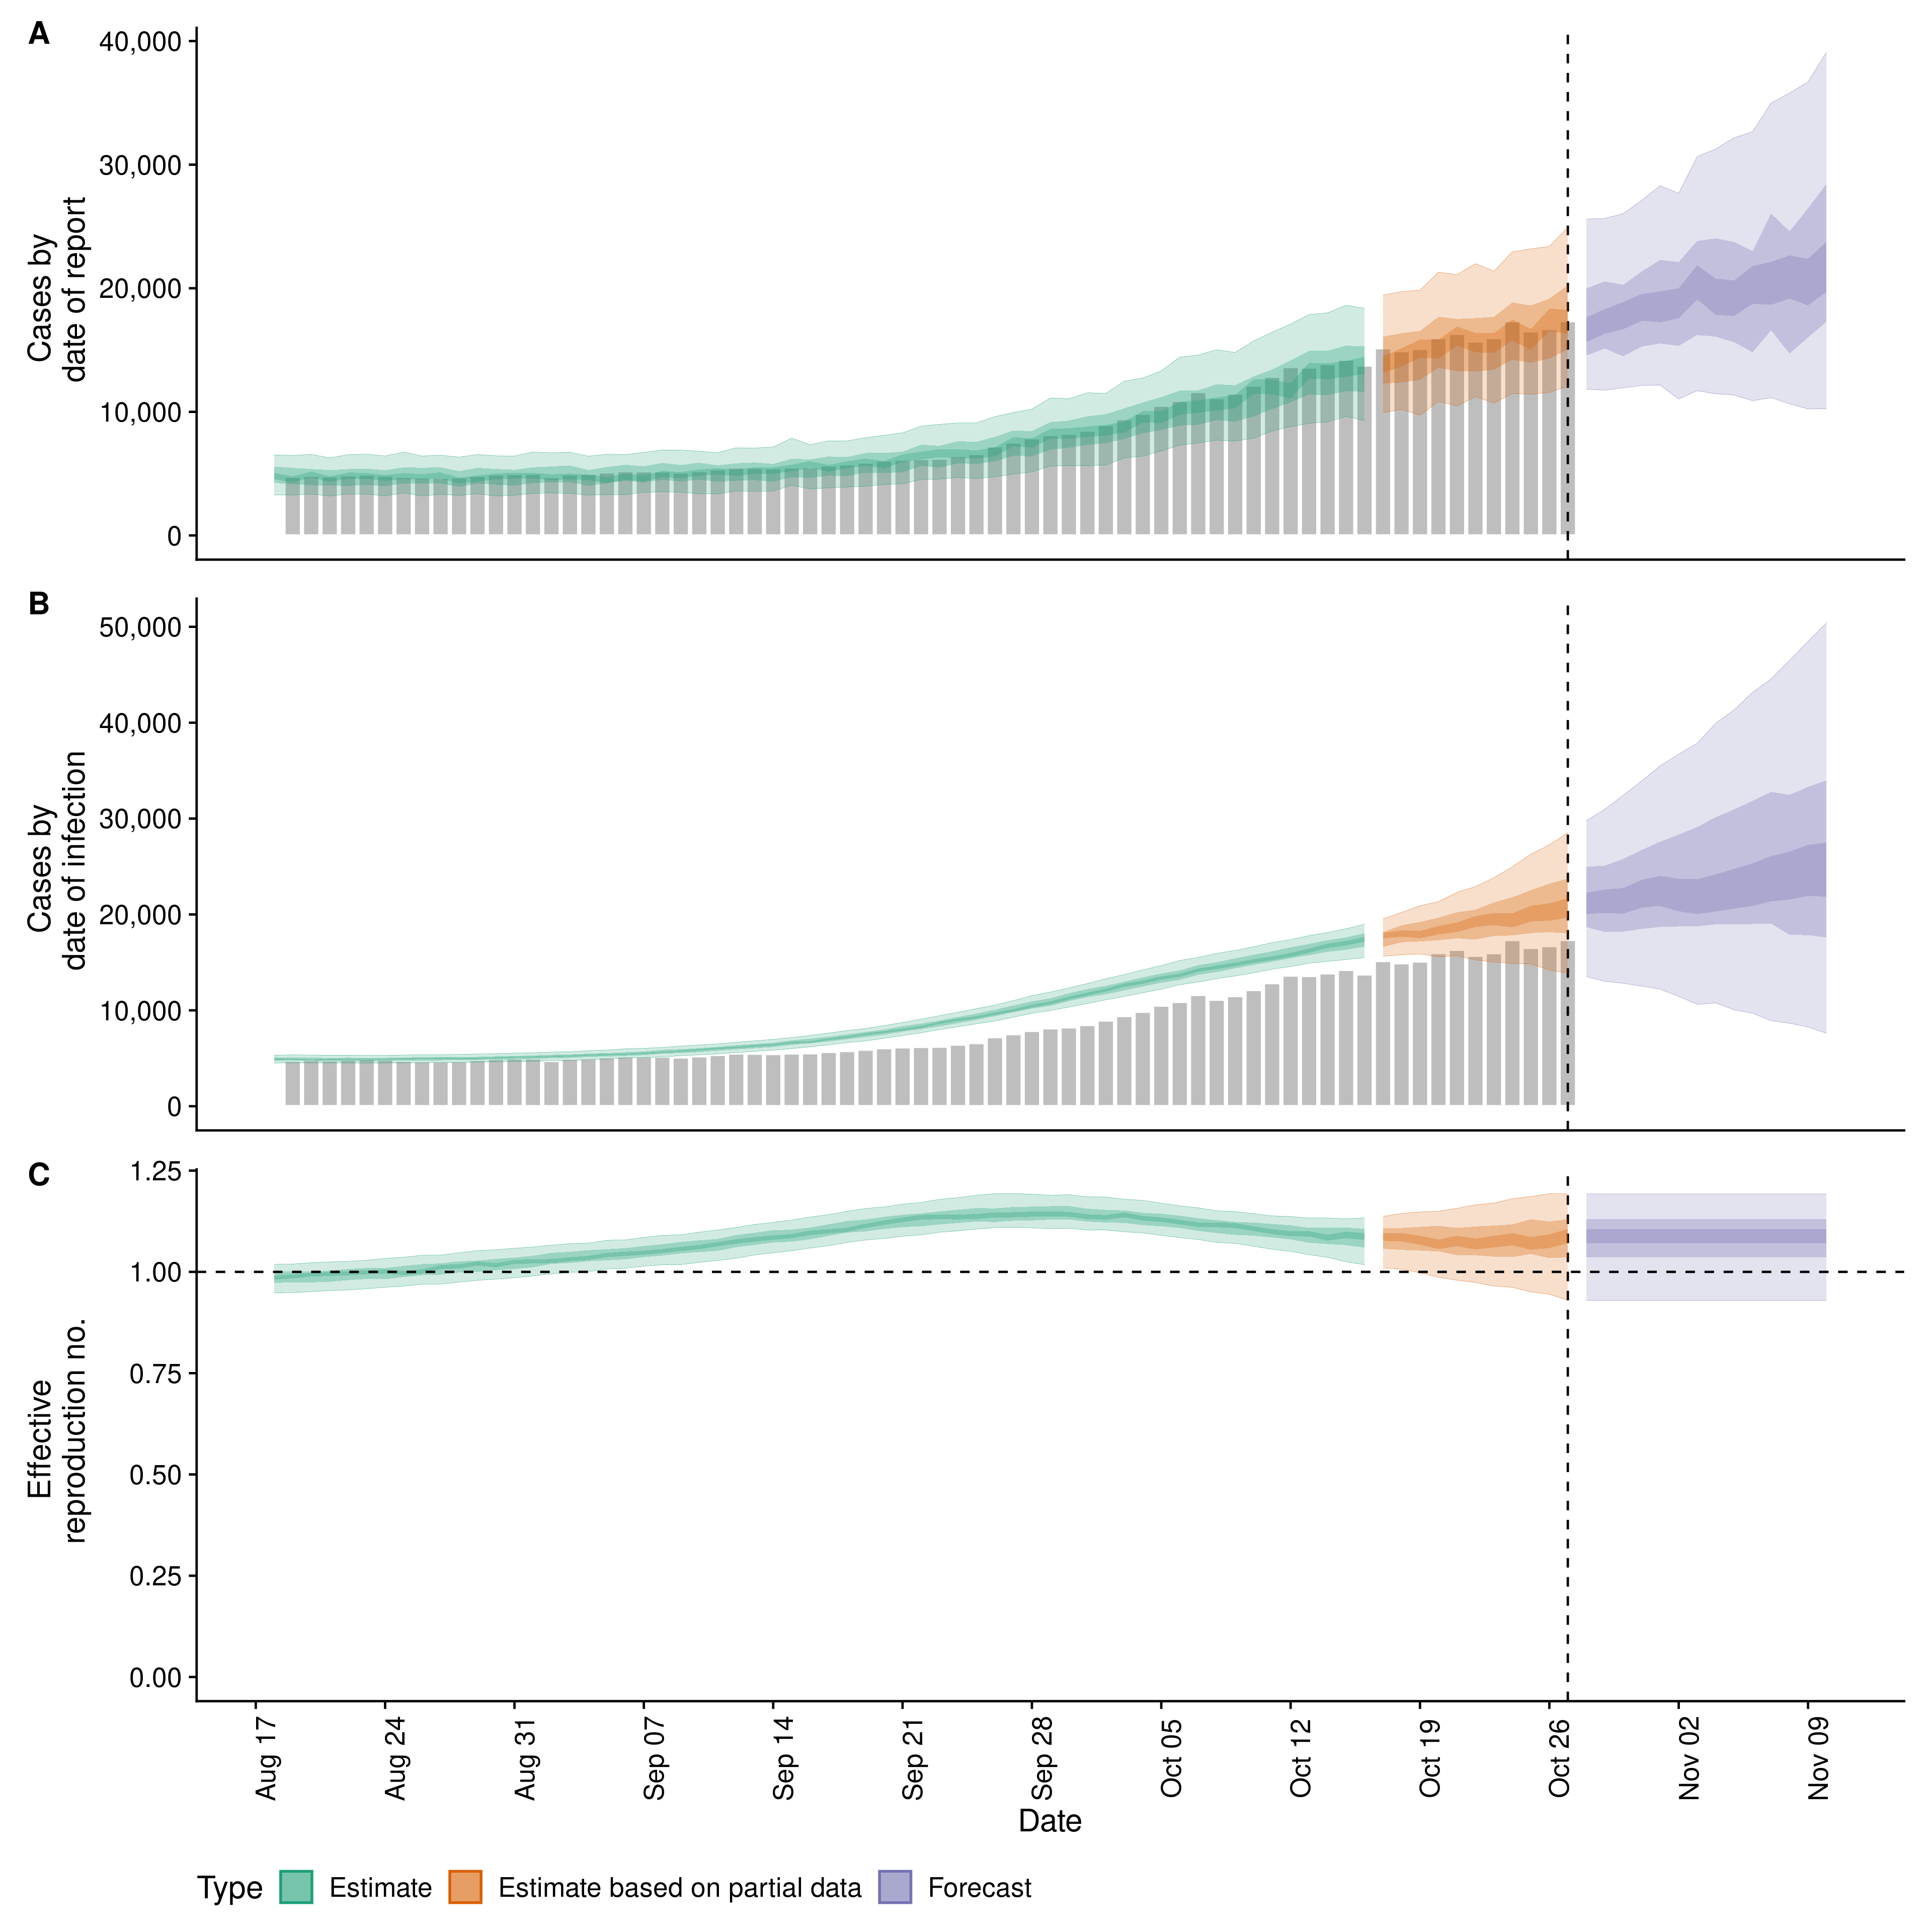 A
40,000
30,000
20,000
10,000
0
Cases by
date of report
B
50,000
40,000
30,000
20,000
10,000
0
Cases by
date of infection
C
1.25
1.00
0.75
0.50
0.25
0.00
Effective
reproduction no.
Aug 17
Aug 24
Aug 31
Sep 07
Sep 14
Sep 21
Sep 28
Oct 05
Oct 12
Oct 19
Oct 26
Nov 02
Nov 09
Date
Type Estimate Estimate based on partial data Forecast